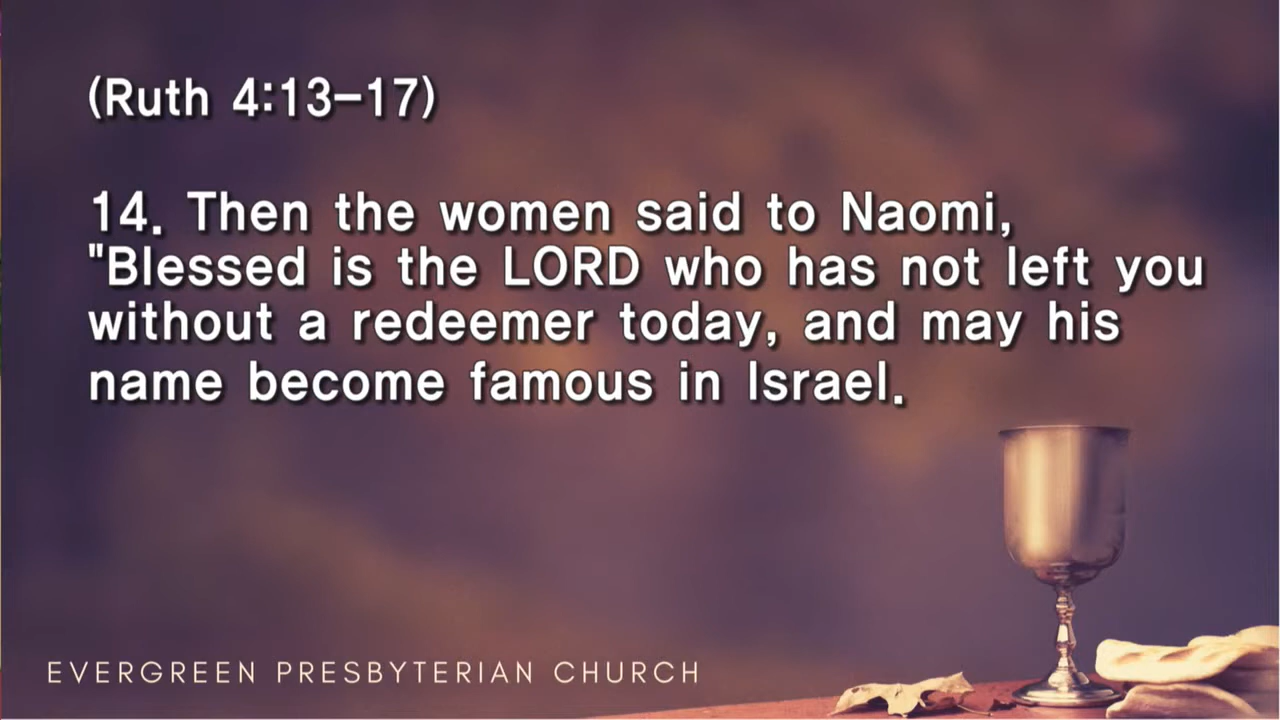 (Ruth 4:13-17)
14. Then the women said to Naomi,
"Blessed is the LORD who has not left you
without a redeemer today, and may his
name become famous in Israel.
EVERGREEN PRESBYTERIAN CHURCH